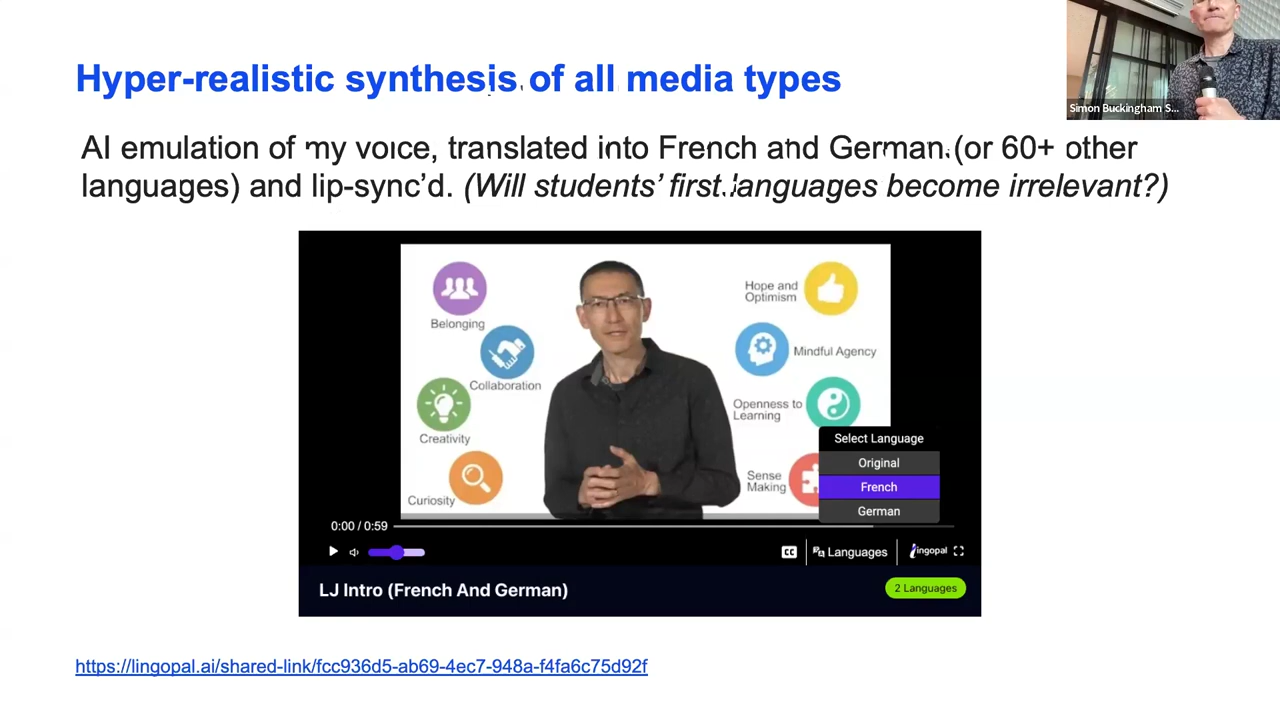 Hyper-realistic synthesis of all media types
Simon Buckingham S...
AI emulation of my voice, translated into French and German (or 60+ other
languages) and lip-sync'd. (Will students' first languages become irrelevant?)
Belonging
Collaboration
Creativity
Curiosity
Hope and
Optimism
Mindful Agency
Openness to
Learning
Sense
Making
Select Language
Original
French
German
0:00 / 0:59
CC
Languages
lingopal
LJ Intro (French And German)
2 Languages
https://lingopal.ai/shared-link/fcc936d5-ab69-4ec7-948a-f4fa6c75d92f